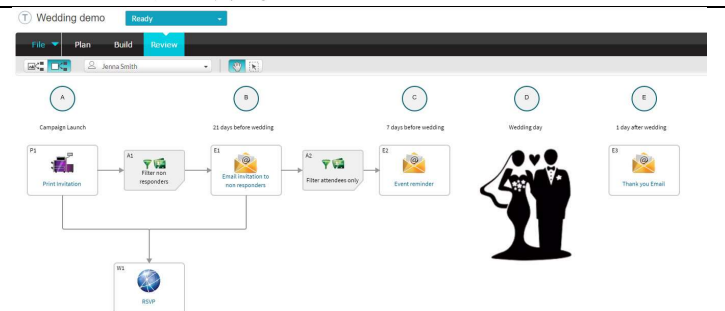 T Wedding demo Ready
File Plan Build Review
Jenna Smith
A B C D E
Campaign Launch 21 days before wedding 7 days before wedding Wedding day 1 day after wedding
P1
Print Invitation
A1
Filter non
responders
E1
@
Email invitation to
non responders
A2
Filter attendees only
E2
@
Event reminder
E3
@
Thank you Email
W1
RSVP